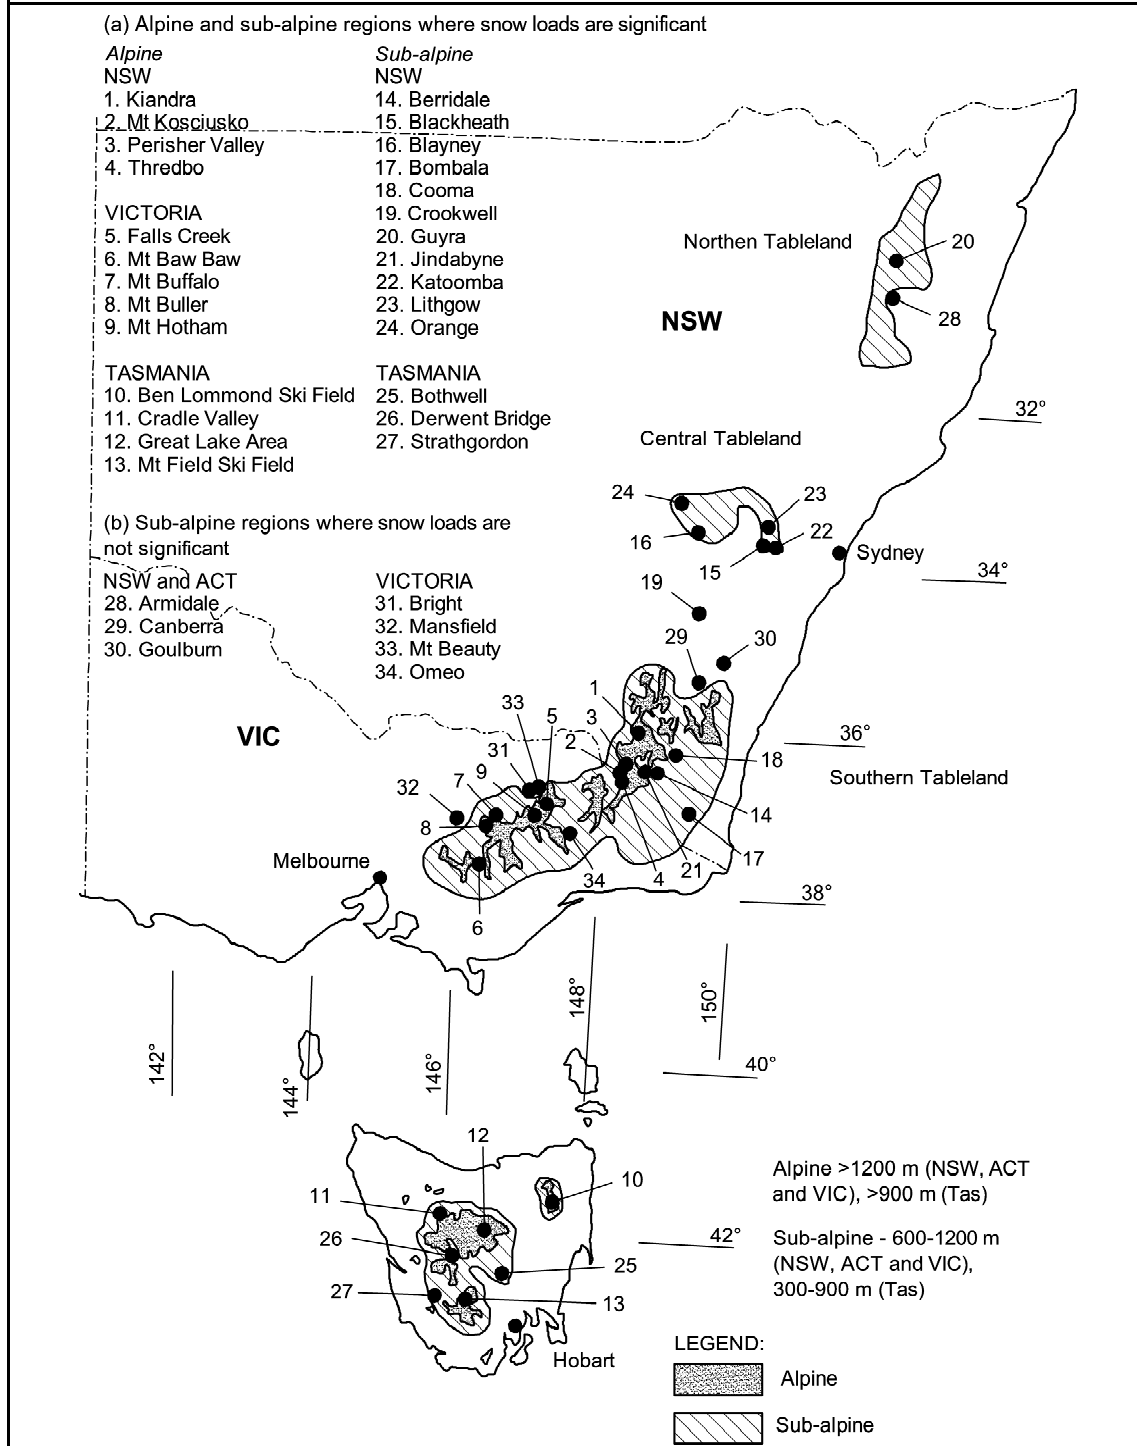 (a) Alpine and sub-alpine regions where snow loads are significant
Alpine
NSW
1. Kiandra
2. Mt Kosciusko
3. Perisher Valley
4. Thredbo
VICTORIA
5. Falls Creek
6. Mt Baw Baw
7. Mt Buffalo
8. Mt Buller
9. Mt Hotham
TASMANIA
10. Ben Lommond Ski Field
11. Cradle Valley
12. Great Lake Area
13. Mt Field Ski Field
Sub-alpine
NSW
14. Berridale
15. Blackheath
16. Blayney
17. Bombala
18. Cooma
19. Crookwell
20. Guyra
21. Jindabyne
22. Katoomba
23. Lithgow
24. Orange
TASMANIA
25. Bothwell
26. Derwent Bridge
27. Strathgordon
(b) Sub-alpine regions where snow loads are
not significant
NSW and ACT
28. Armidale
29. Canberra
30. Goulburn
VICTORIA
31. Bright
32. Mansfield
33. Mt Beauty
34. Omeo
Northen Tableland
20
28
NSW
32°
Central Tableland
24
23
16
22
15
Sydney
34°
19
29
30
1
33
5
3
2
36°
VIC
31
18
9
Southern Tableland
7
32
14
8
17
Melbourne
21
4
34
38°
6
142°
144°
146°
148°
150°
40°
12
10
11
26
42°
25
27
13
Hobart
Alpine >1200 m (NSW, ACT
and VIC), >900 m (Tas)
Sub-alpine - 600-1200 m
(NSW, ACT and VIC),
300-900 m (Tas)
LEGEND:
Alpine
Sub-alpine